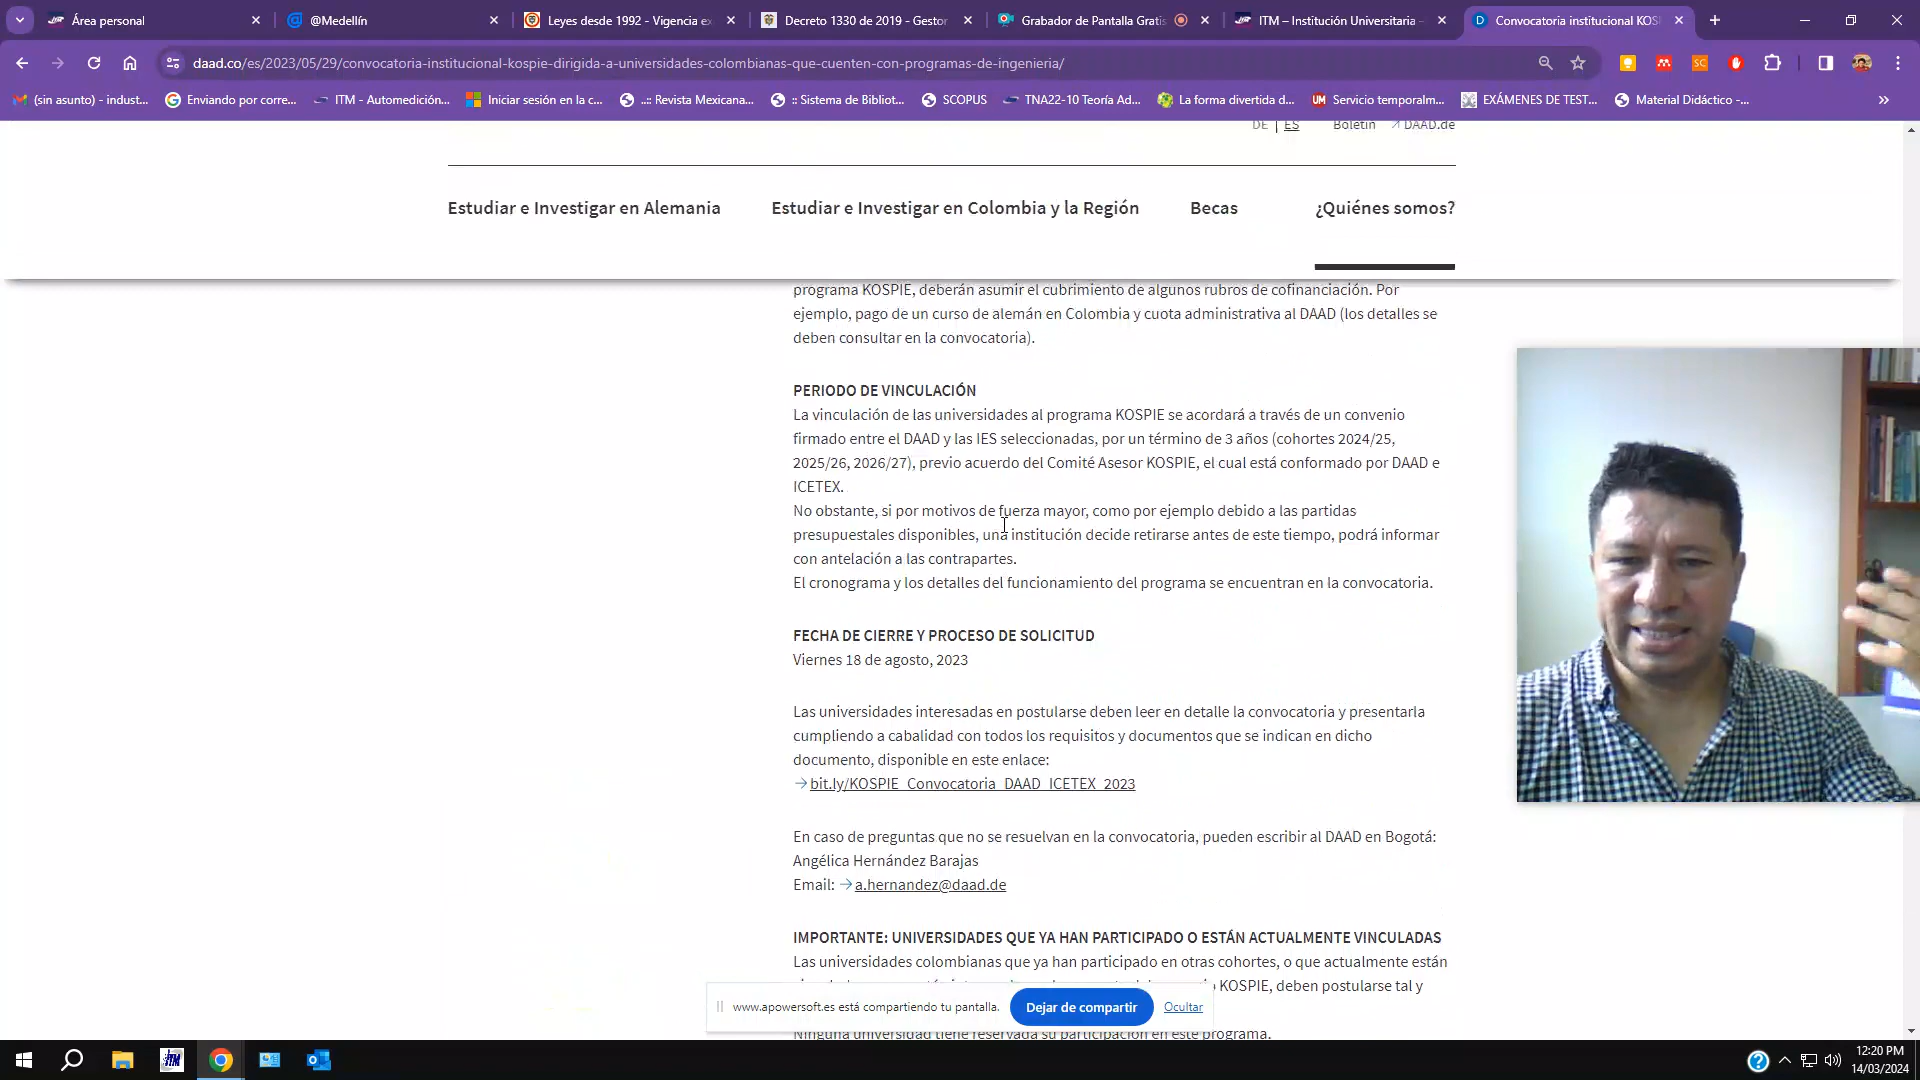 Área personal
@Medellín
Leyes desde 1992 - Vigencia ex
Decreto 1330 de 2019 - Gestor
Grabador de Pantalla Gratis
ITM – Institución Universitaria –
Convocatoria institucional KOS
daad.co/es/2023/05/29/convocatoria-institucional-kospie-dirigida-a-universidades-colombianas-que-cuenten-con-programas-de-ingenieria/
(sin asunto) - indust...
Enviando por corre...
ITM - Automedición...
Iniciar sesión en la c...
..:: Revista Mexicana...
:: Sistema de Bibliot...
SCOPUS
TNA22-10 Teoría Ad...
La forma divertida d...
Servicio temporalm...
EXÁMENES DE TEST...
Material Didáctico -...
DE | ES
Boletín
DAAD.de
Estudiar e Investigar en Alemania
Estudiar e Investigar en Colombia y la Región
Becas
¿Quiénes somos?
programa KOSPIE, deberán asumir el cubrimiento de algunos rubros de cofinanciación. Por
ejemplo, pago de un curso de alemán en Colombia y cuota administrativa al DAAD (los detalles se
deben consultar en la convocatoria).
PERIODO DE VINCULACIÓN
La vinculación de las universidades al programa KOSPIE se acordará a través de un convenio
firmado entre el DAAD y las IES seleccionadas, por un término de 3 años (cohortes 2024/25,
2025/26, 2026/27), previo acuerdo del Comité Asesor KOSPIE, el cual está conformado por DAAD e
ICETEX.
No obstante, si por motivos de fuerza mayor, como por ejemplo debido a las partidas
presupuestales disponibles, una institución decide retirarse antes de este tiempo, podrá informar
con antelación a las contrapartes.
El cronograma y los detalles del funcionamiento del programa se encuentran en la convocatoria.
FECHA DE CIERRE Y PROCESO DE SOLICITUD
Viernes 18 de agosto, 2023
Las universidades interesadas en postularse deben leer en detalle la convocatoria y presentarla
cumpliendo a cabalidad con todos los requisitos y documentos que se indican en dicho
documento, disponible en este enlace:
bit.ly/KOSPIE_Convocatoria_DAAD_ICETEX_2023
En caso de preguntas que no se resuelvan en la convocatoria, pueden escribir al DAAD en Bogotá:
Angélica Hernández Barajas
Email: a.hernandez@daad.de
IMPORTANTE: UNIVERSIDADES QUE YA HAN PARTICIPADO O ESTÁN ACTUALMENTE VINCULADAS
Las universidades colombianas que ya han participado en otras cohortes, o que actualmente están
KOSPIE, deben postularse tal y
www.apowersoft.es está compartiendo tu pantalla.
Dejar de compartir
Ocultar
Ninguna universidad tiene reservada su participación en este programa.
12:20 PM
14/03/2024